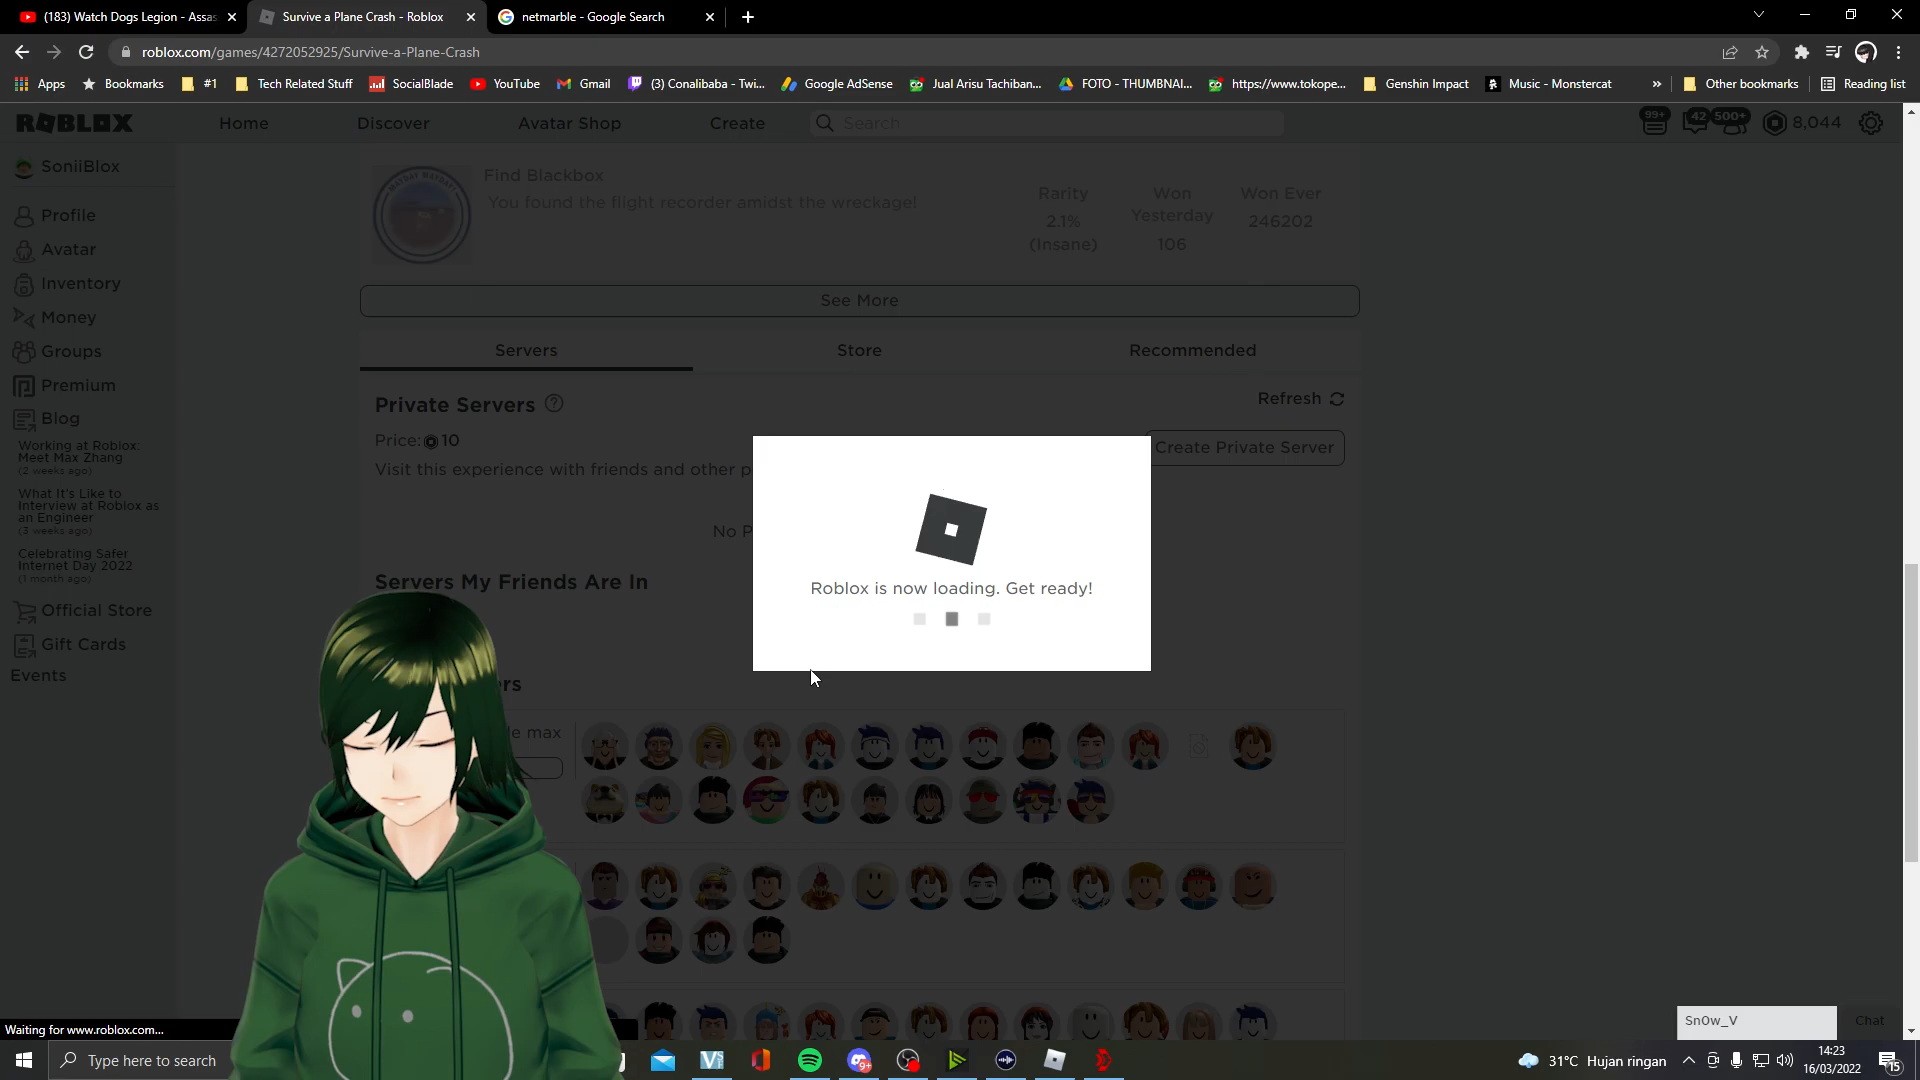 (183) Watch Dogs Legion - Assas
Survive a Plane Crash - Roblox
netmarble - Google Search
roblox.com/games/4272052925/Survive-a-Plane-Crash
Apps
Bookmarks
#1
Tech Related Stuff
SocialBlade
YouTube
Gmail
(3) Conalibaba - Twi...
Google AdSense
Jual Arisu Tachiban...
FOTO - THUMBNAI...
https://www.tokope...
Genshin Impact
Music - Monstercat
»
Other bookmarks
Reading list
ROBLOX
Home
Discover
Avatar Shop
Create
Search
99+
42
500+
8,044
SoniiBlox
Profile
Avatar
Inventory
Money
Groups
Premium
Blog
Working at Roblox:
Meet Max Zhang
(2 weeks ago)
What It's Like to
Interview at Roblox as
an Engineer
(3 weeks ago)
Celebrating Safer
Internet Day 2022
(1 month ago)
Official Store
Gift Cards
Events
Find Blackbox
You found the flight recorder amidst the wreckage!
Rarity
2.1%
(Insane)
Won
Yesterday
106
Won Ever
246202
See More
Servers
Store
Recommended
Private Servers
Refresh
Price: 10
Create Private Server
Visit this experience with friends and other p
No P
Roblox is now loading. Get ready!
Servers My Friends Are In
rs
le max
Waiting for www.roblox.com...
Sn0w_V
Chat
Type here to search
9+
31°C Hujan ringan
14:23
16/03/2022
15